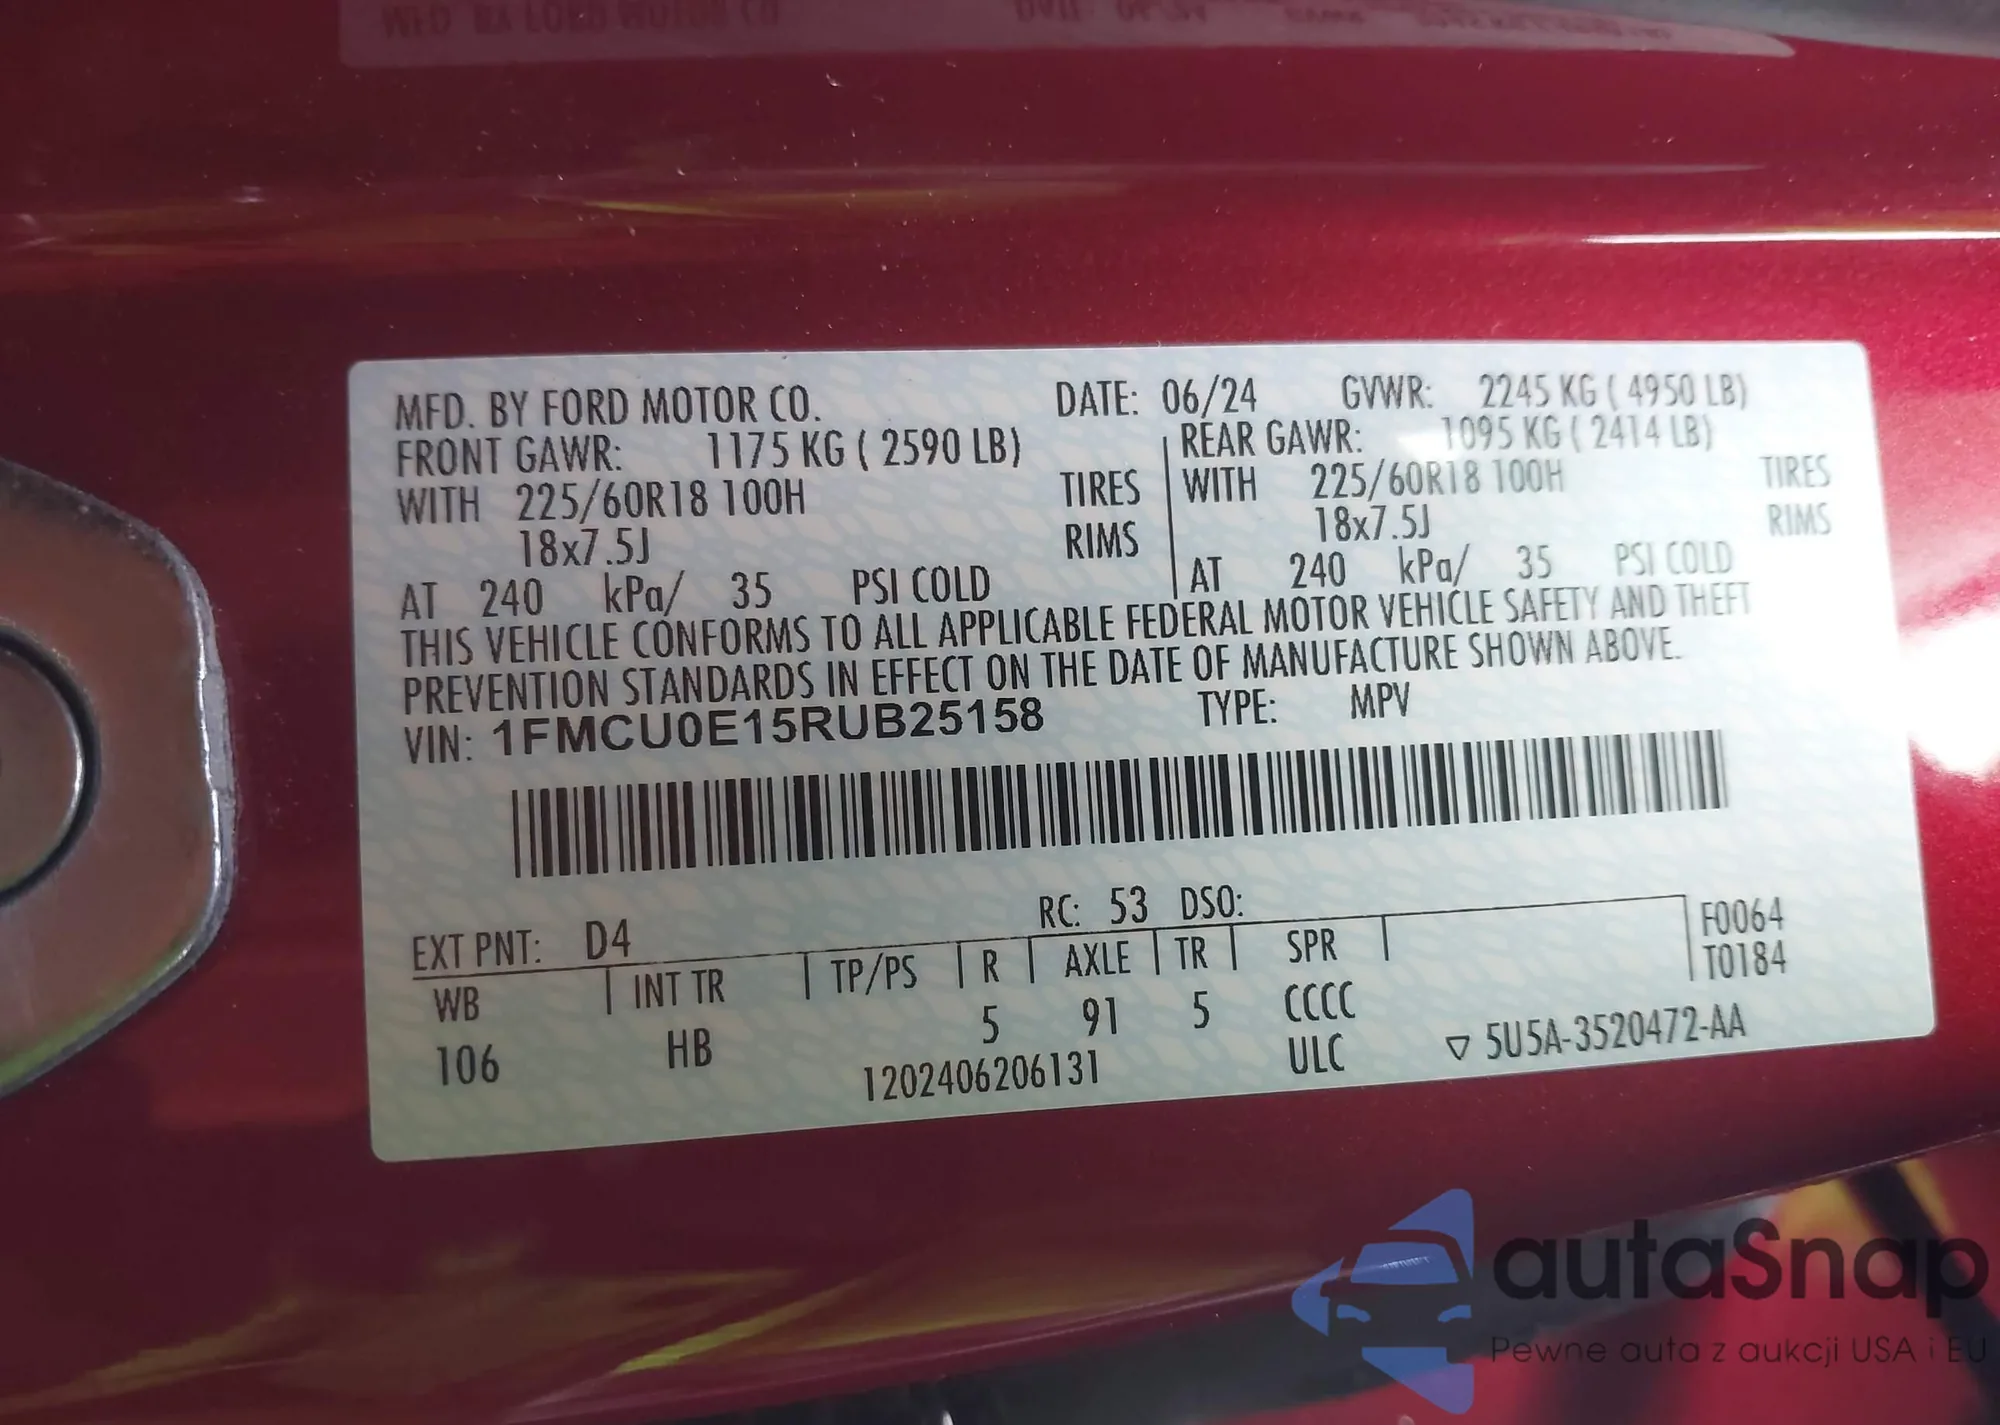 MFD. BY FORD MOTOR CO. DATE: 06/24 GVWR: 2245 KG ( 4950 LB)
FRONT GAWR: 1175 KG ( 2590 LB) REAR GAWR: 1095 KG ( 2414 LB)
WITH 225/60R18 100H TIRES WITH 225/60R18 100H TIRES
18x7.5J RIMS 18x7.5J RIMS
AT 240 kPa/ 35 PSI COLD AT 240 kPa/ 35 PSI COLD
THIS VEHICLE CONFORMS TO ALL APPLICABLE FEDERAL MOTOR VEHICLE SAFETY AND THEFT
PREVENTION STANDARDS IN EFFECT ON THE DATE OF MANUFACTURE SHOWN ABOVE.
VIN: 1FMCU0E15RUB25158 TYPE: MPV
EXT PNT: D4 RC: 53 DSO:
WB INT TR TP/PS R AXLE TR SPR F0064
T0184
106 HB 5 91 5 CCCC
1202406206131 ULC ▽ 5U5A-3520472-AA
autaSnap
Pewne auta z aukcji USA i EU